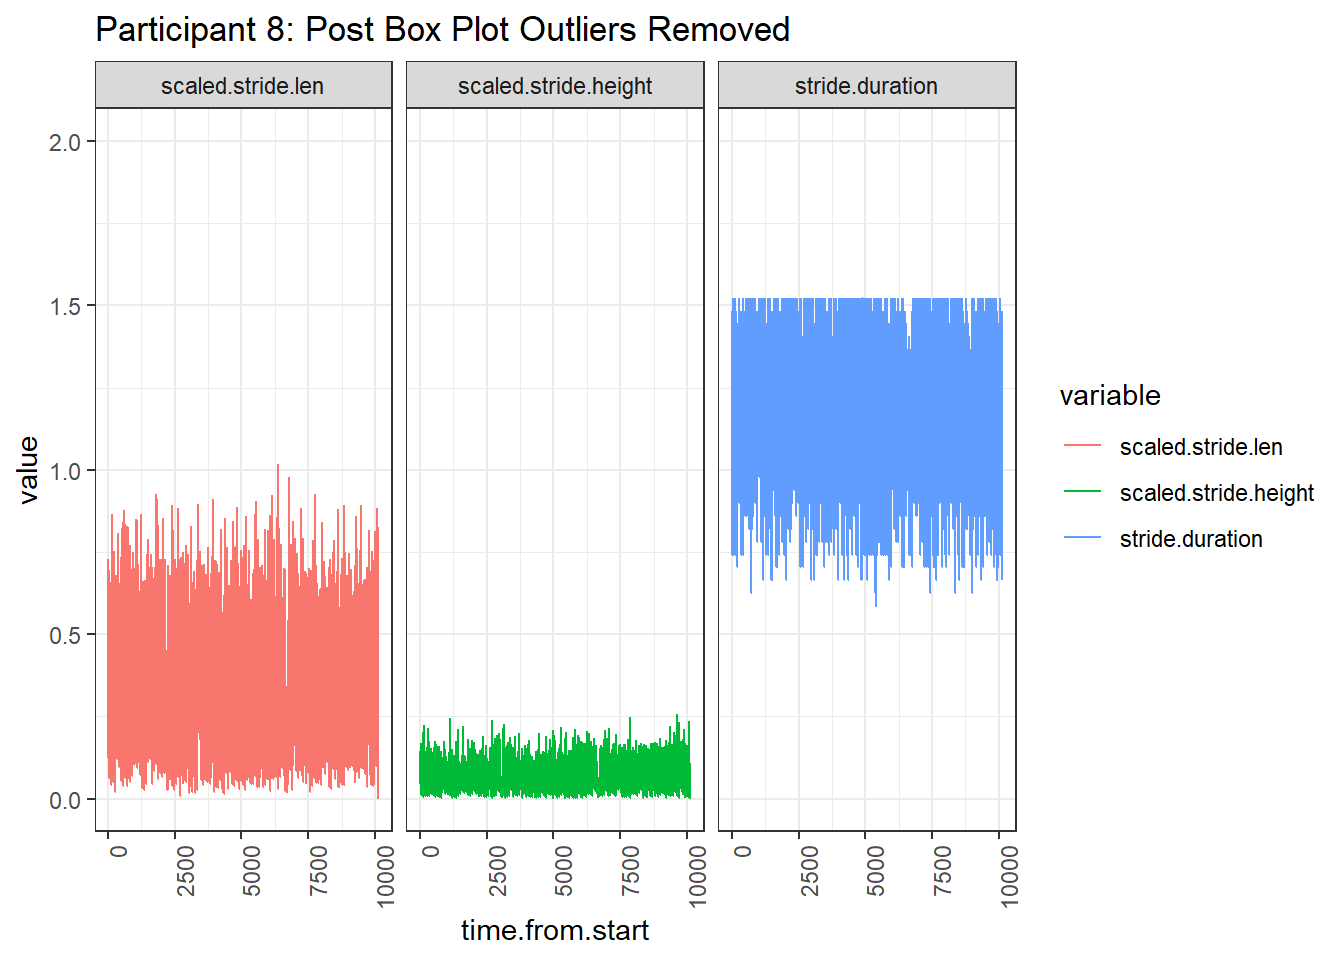 Participant 8: Post Box Plot Outliers Removed
scaled.stride.len
scaled.stride.height
stride.duration
2.0
1.5
1.0
0.5
0.0
value
0
2500
5000
7500
10000
0
2500
5000
7500
10000
0
2500
5000
7500
10000
time.from.start
variable
scaled.stride.len
scaled.stride.height
stride.duration